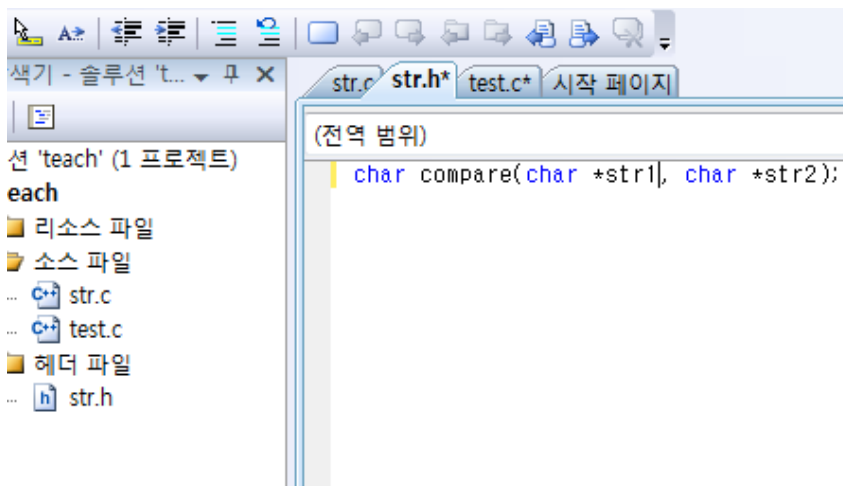 색기 - 솔루션 't...
str.c str.h* test.c* 시작 페이지
(전역 범위)
션 'teach' (1 프로젝트)
each
리소스 파일
소스 파일
str.c
test.c
헤더 파일
str.h
char compare(char *str1, char *str2);